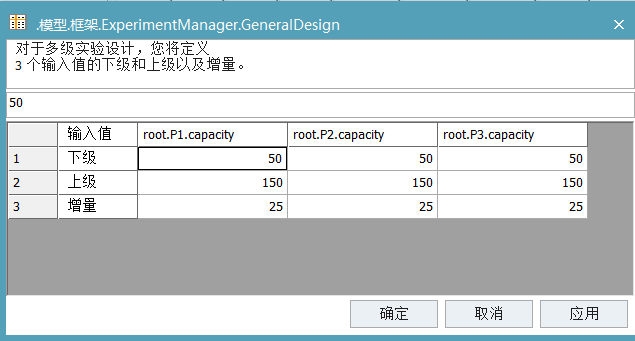 .模型.框架.ExperimentManager.GeneralDesign
对于多级实验设计，您将定义
3 个输入值的下级和上级以及增量。
50
输入值 root.P1.capacity root.P2.capacity root.P3.capacity
1 下级 50 50 50
2 上级 150 150 150
3 增量 25 25 25
确定 取消 应用